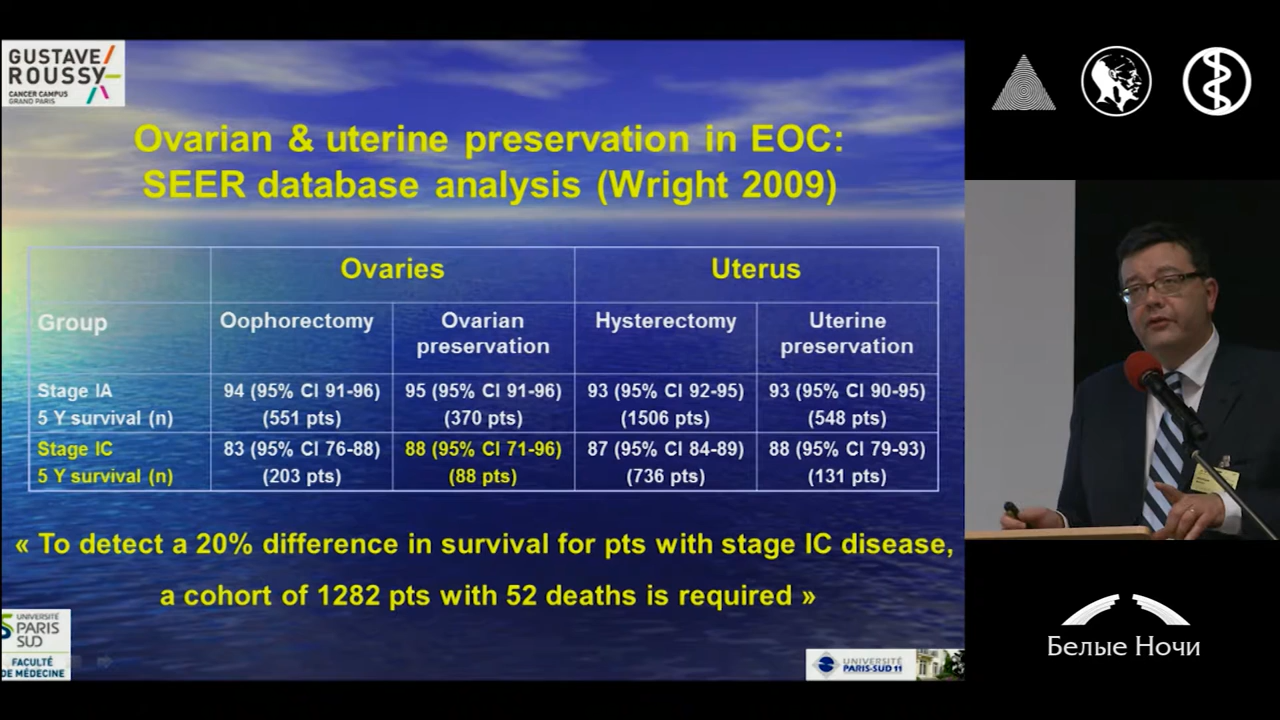 GUSTAVE/
ROUSSY
CANCER CAMPUS
GRAND PARIS
Ovarian & uterine preservation in EOC:
SEER database analysis (Wright 2009)
Ovaries
Uterus
Group
Oophorectomy
Ovarian
preservation
Hysterectomy
Uterine
preservation
Stage IA
5 Y survival (n)
94 (95% CI 91-96)
(551 pts)
95 (95% CI 91-96)
(370 pts)
93 (95% CI 92-95)
(1506 pts)
93 (95% CI 90-95)
(548 pts)
Stage IC
5 Y survival (n)
83 (95% CI 76-88)
(203 pts)
88 (95% CI 71-96)
(88 pts)
87 (95% CI 84-89)
(736 pts)
88 (95% CI 79-93)
(131 pts)
« To detect a 20% difference in survival for pts with stage IC disease,
a cohort of 1282 pts with 52 deaths is required »
UNIVERSITÉ
PARIS
SUD
FACULTÉ
DE MÉDECINE
UNIVERSITÉ
PARIS-SUD 11
Белые Ночи